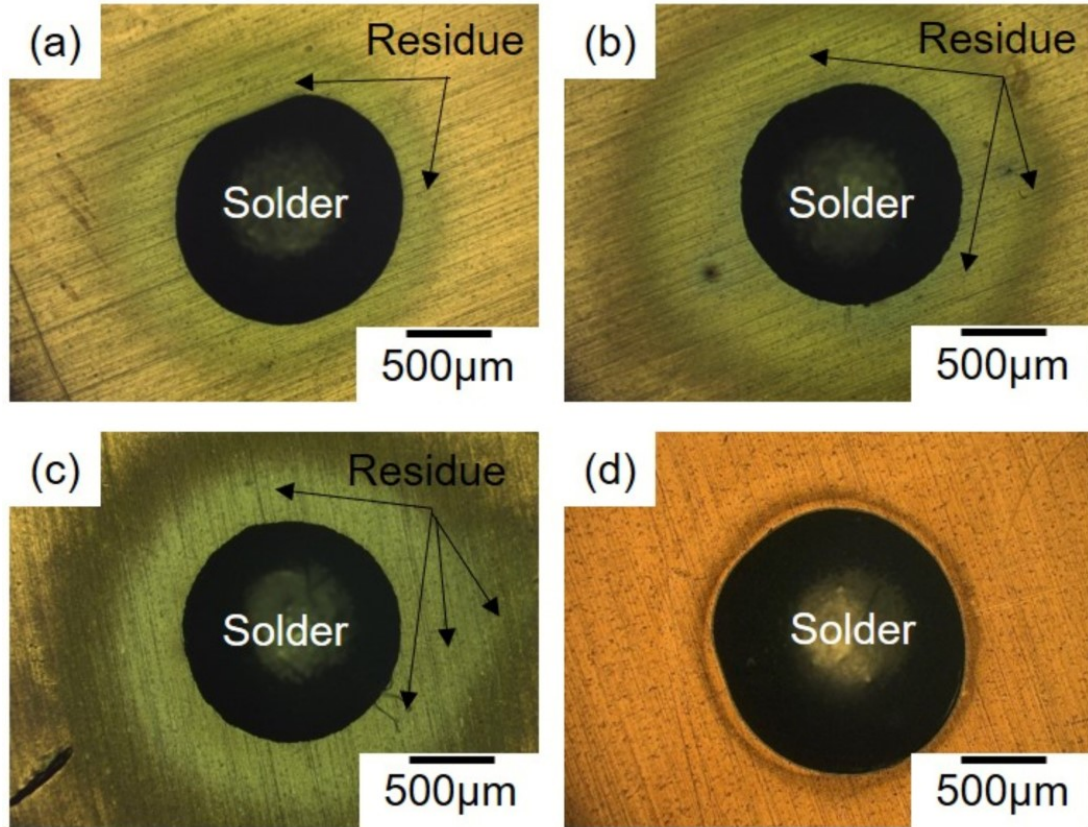 (a)
Residue
Solder
500μm
(b)
Residue
Solder
500μm
(c)
Residue
Solder
500μm
(d)
Solder
500μm